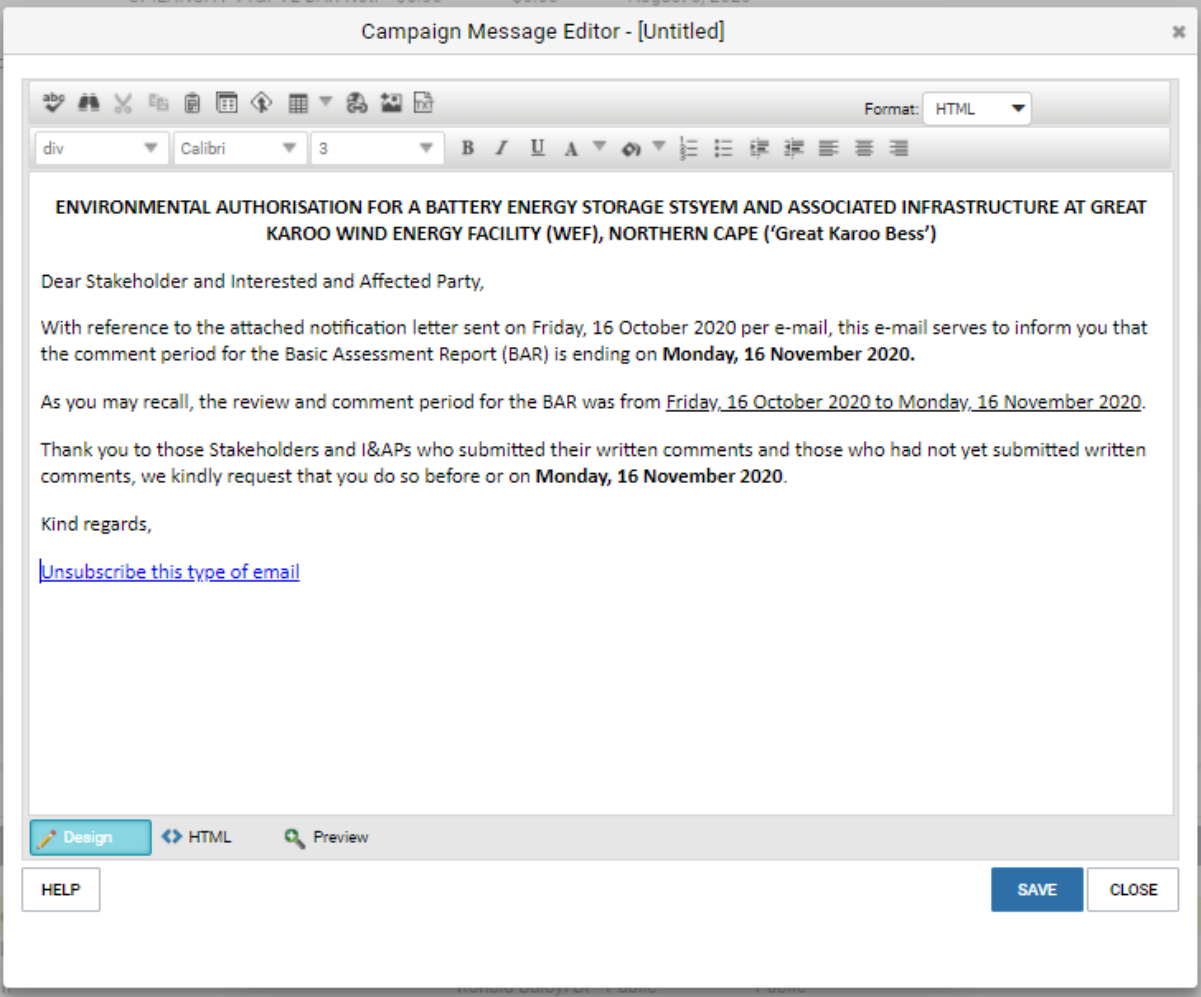 Campaign Message Editor - [Untitled]
abc
TXT
Format: HTML
div Calibri 3 B I U A
ENVIRONMENTAL AUTHORISATION FOR A BATTERY ENERGY STORAGE STSYEM AND ASSOCIATED INFRASTRUCTURE AT GREAT
KAROO WIND ENERGY FACILITY (WEF), NORTHERN CAPE (‘Great Karoo Bess’)
Dear Stakeholder and Interested and Affected Party,
With reference to the attached notification letter sent on Friday, 16 October 2020 per e-mail, this e-mail serves to inform you that
the comment period for the Basic Assessment Report (BAR) is ending on Monday, 16 November 2020.
As you may recall, the review and comment period for the BAR was from Friday, 16 October 2020 to Monday, 16 November 2020.
Thank you to those Stakeholders and I&APs who submitted their written comments and those who had not yet submitted written
comments, we kindly request that you do so before or on Monday, 16 November 2020.
Kind regards,
Unsubscribe this type of email
Design HTML Preview
HELP SAVE CLOSE